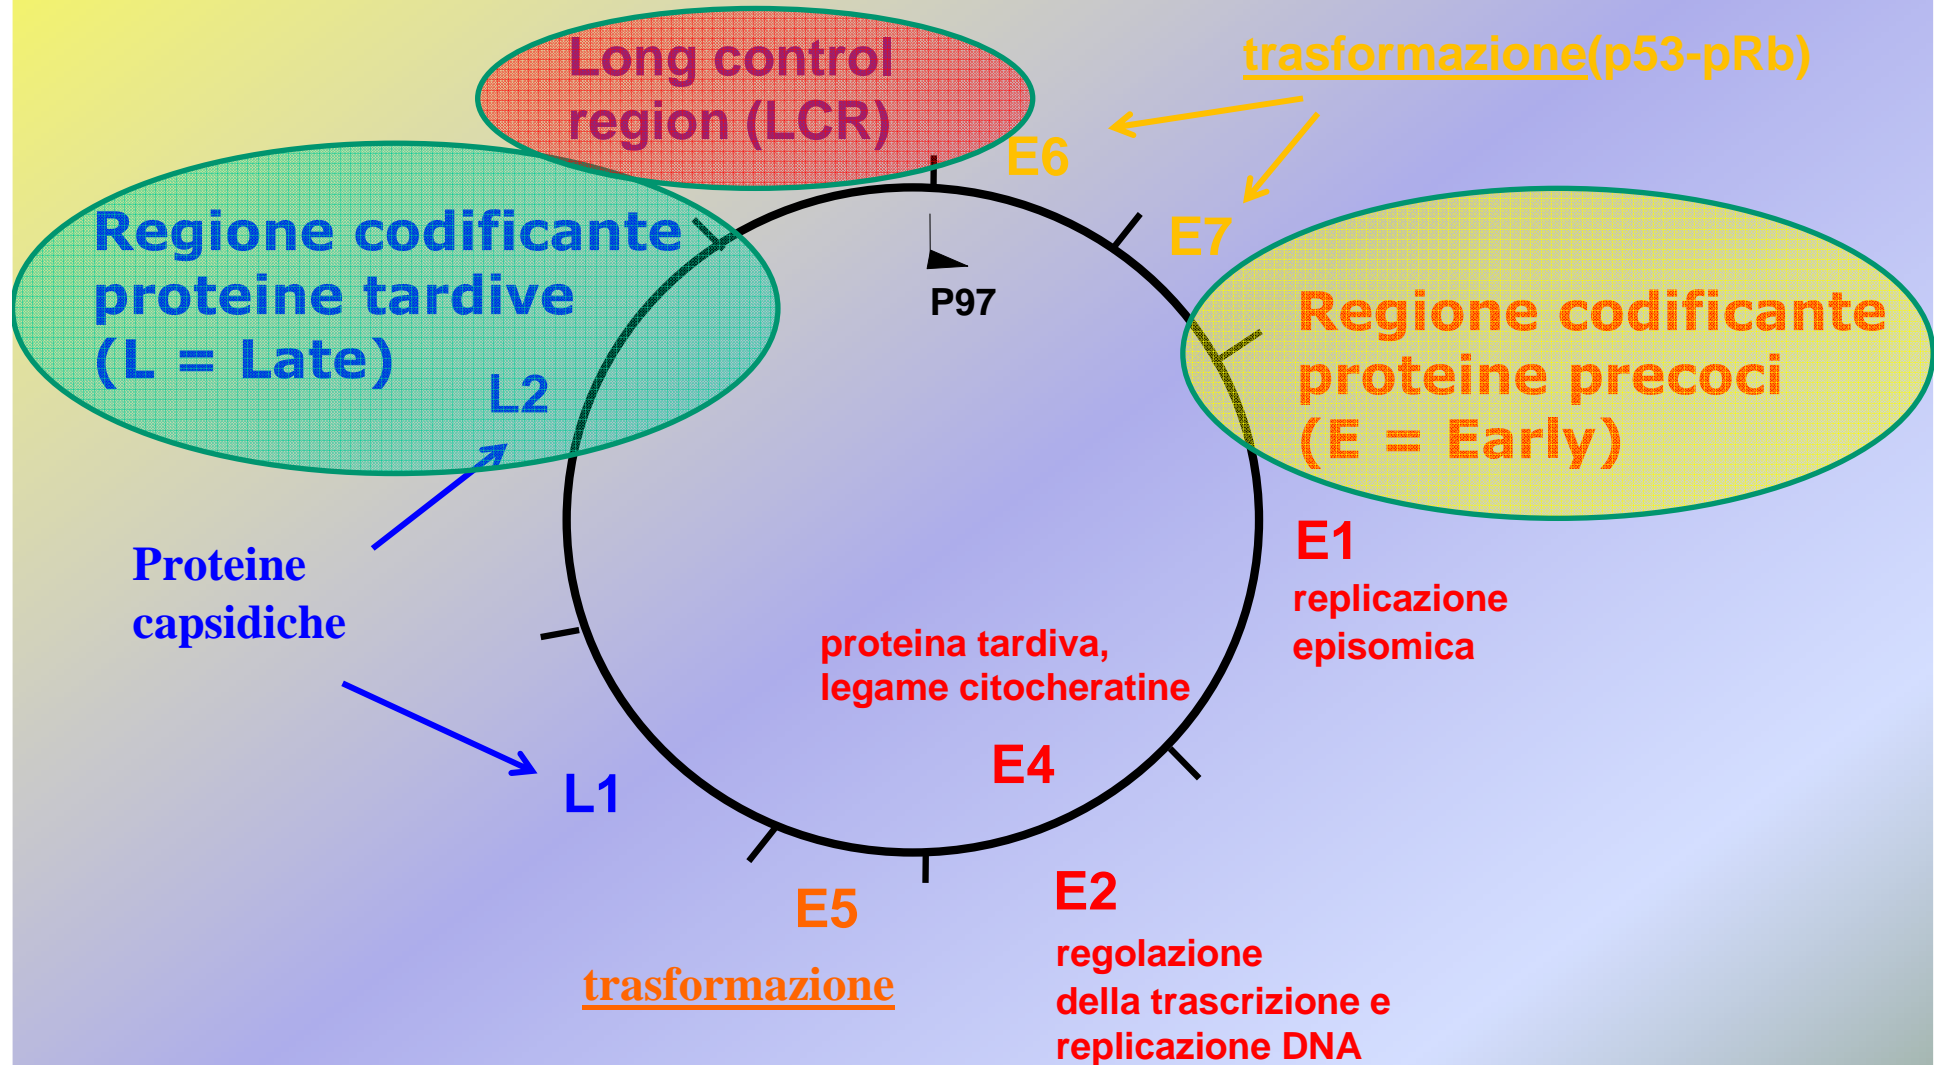 Long control
region (LCR)
trasformazione(p53-pRb)
E6
E7
Regione codificante
proteine tardive
(L = Late)
L2
P97
Regione codificante
proteine precoci
(E = Early)
Proteine
capsidiche
E1
replicazione
episomica
proteina tardiva,
legame citocheratine
E4
L1
E5
trasformazione
E2
regolazione
della trascrizione e
replicazione DNA